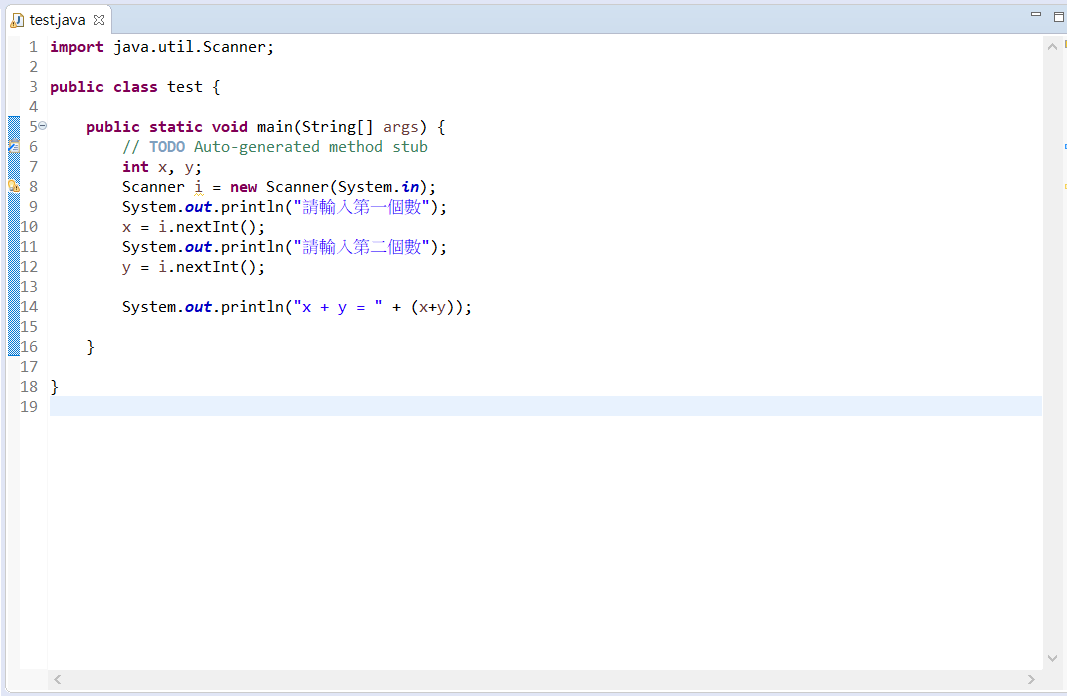 test.java
1 import java.util.Scanner;
2
3 public class test {
4
5 public static void main(String[] args) {
6 // TODO Auto-generated method stub
7 int x, y;
8 Scanner i = new Scanner(System.in);
9 System.out.println("請輸入第一個數");
10 x = i.nextInt();
11 System.out.println("請輸入第二個數");
12 y = i.nextInt();
13
14 System.out.println("x + y = " + (x+y));
15
16 }
17
18 }
19